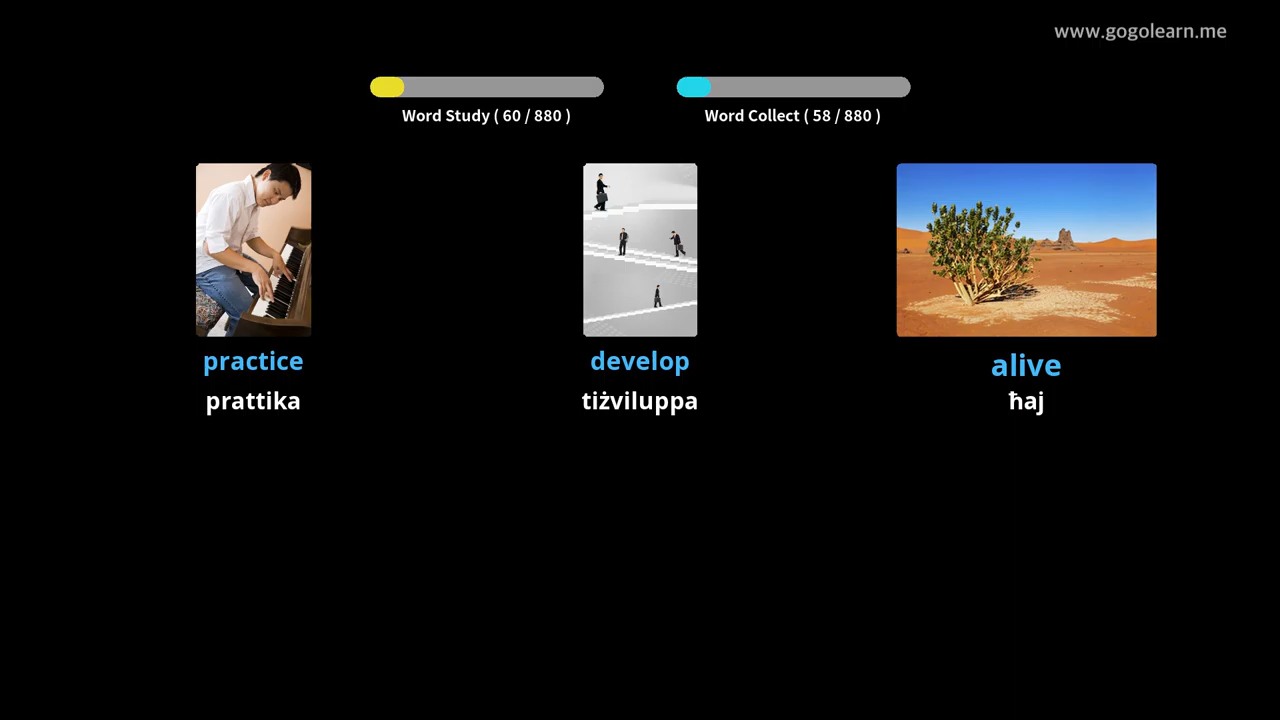 www.gogolearn.me
Word Study ( 60 / 880 )
Word Collect ( 58 / 880 )
practice
prattika
develop
tiżviluppa
alive
ħaj